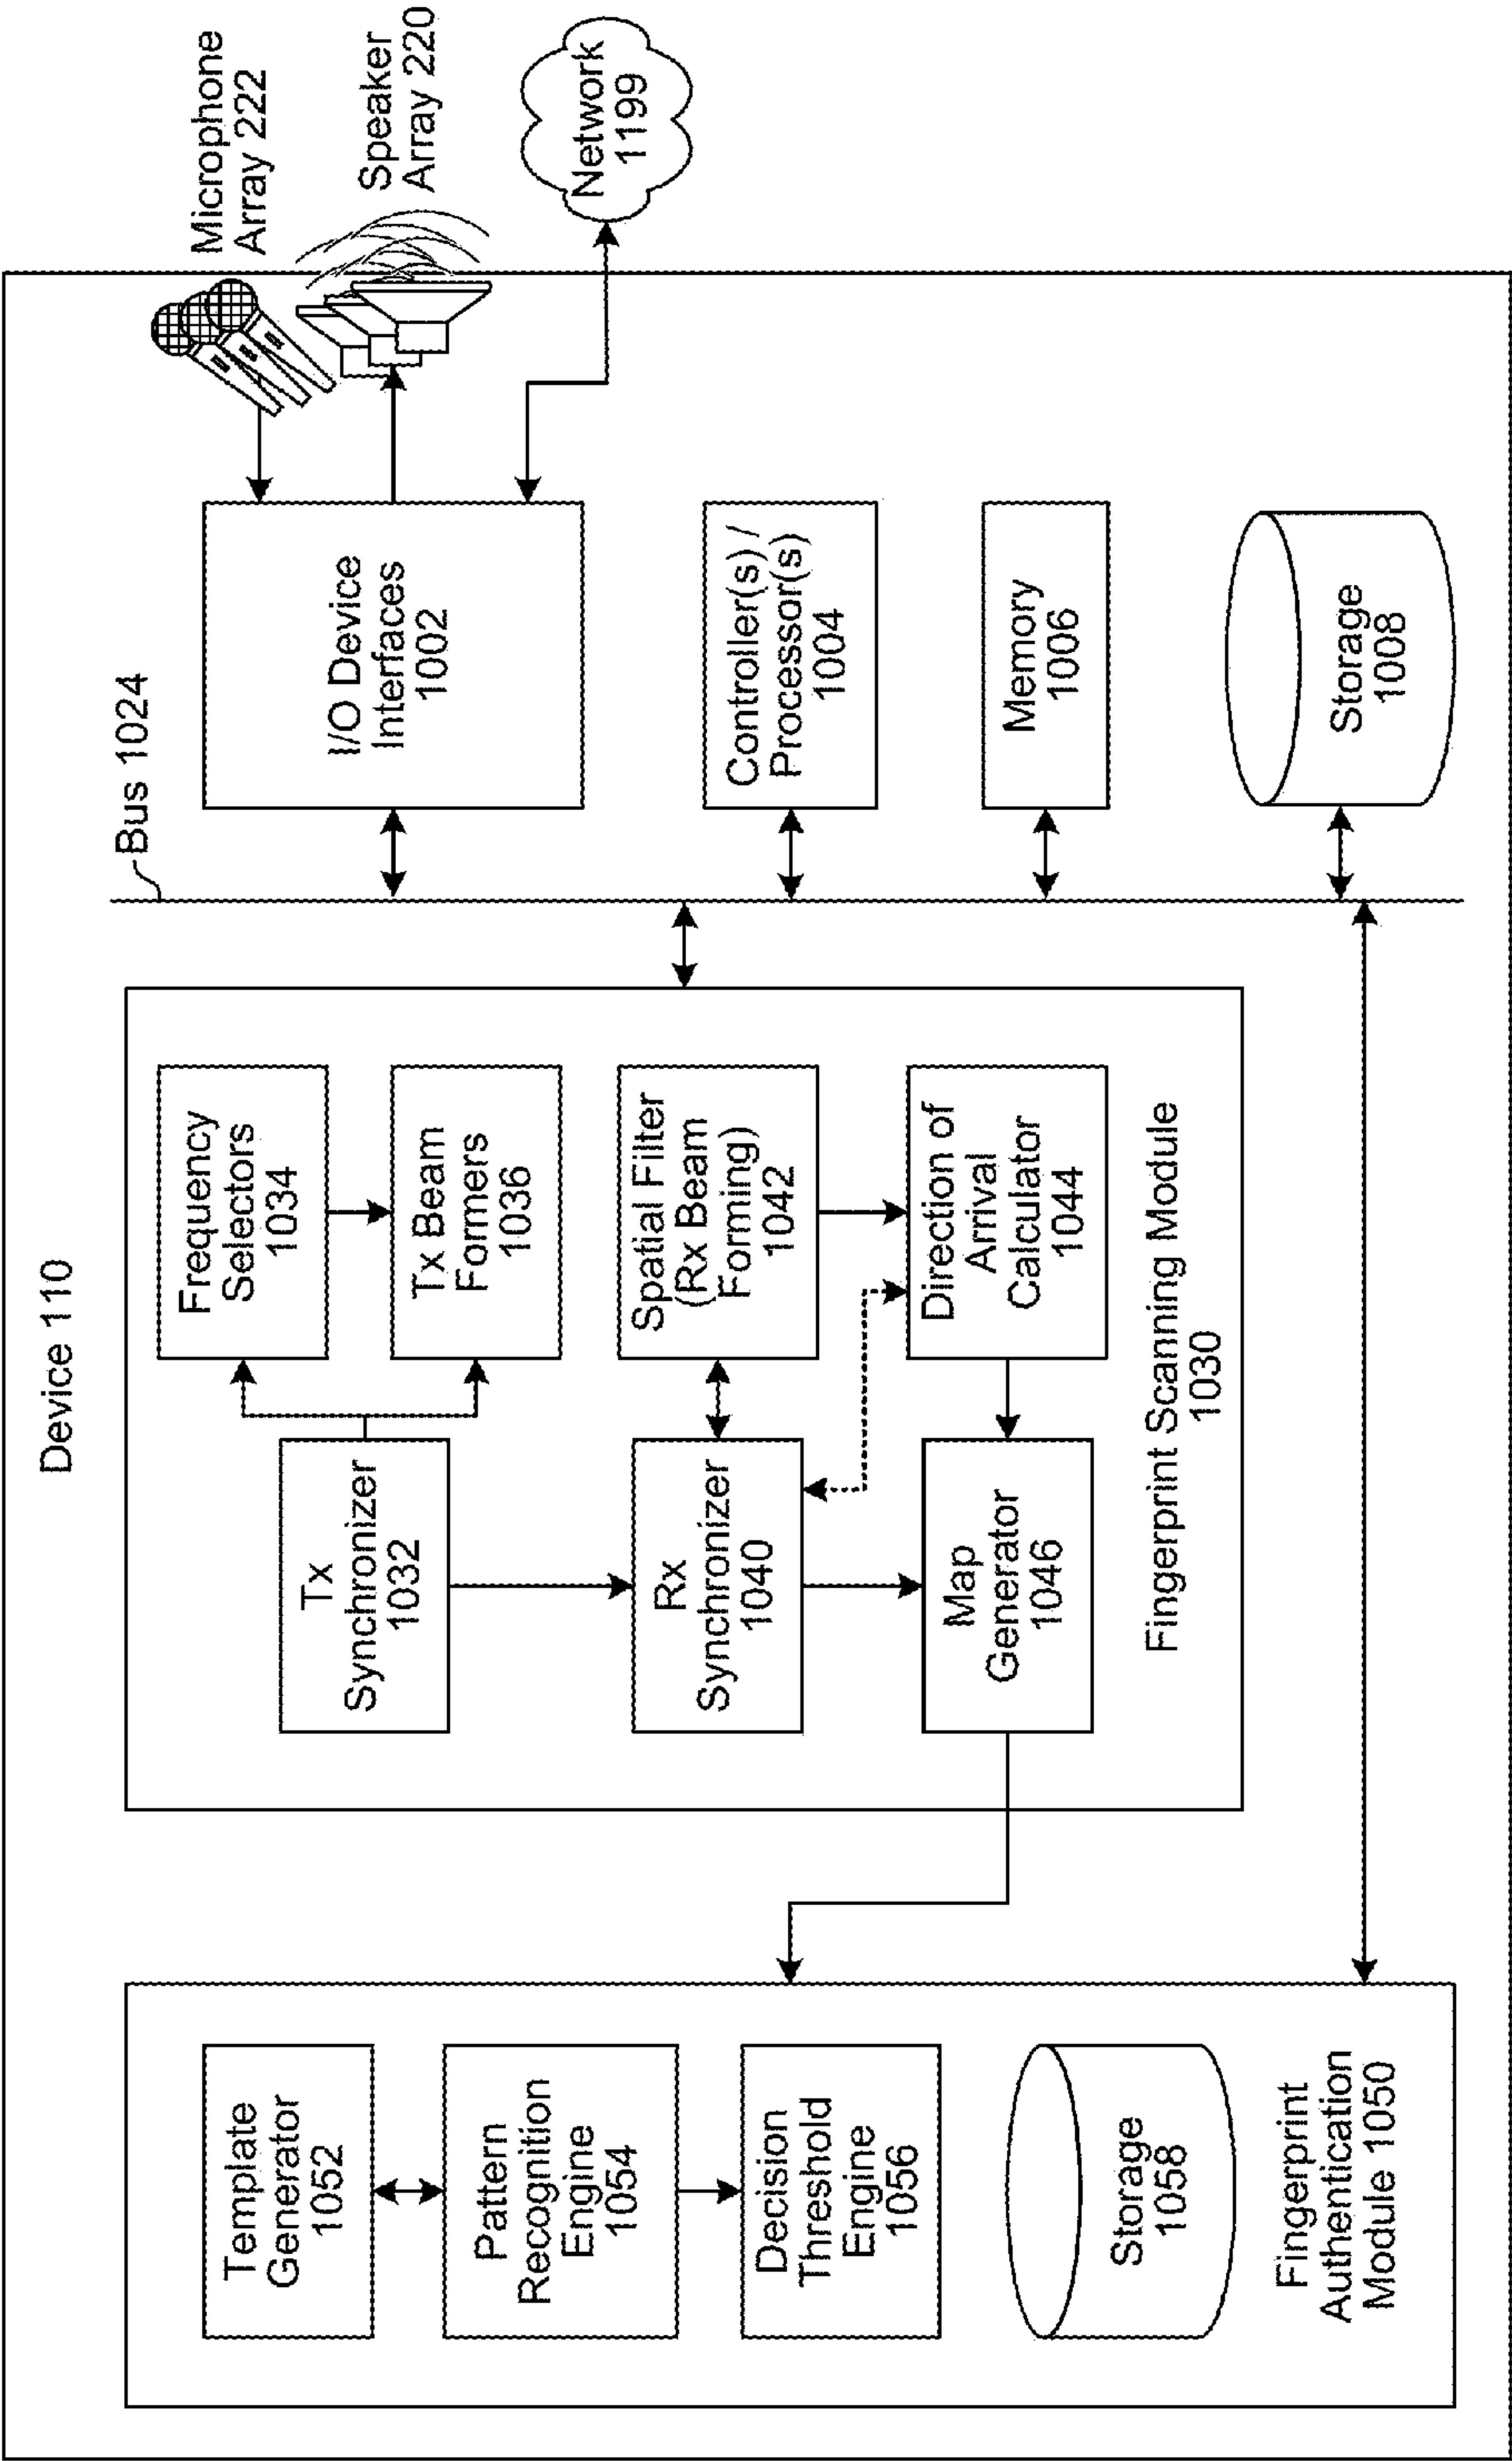 Device 110
Template
Generator
1052
Pattern
Recognition
Engine
1054
Decision
Threshold
Engine
1056
Storage
1058
Fingerprint
Authentication
Module 1050
Tx
Synchronizer
1032
Frequency
Selectors
1034
Tx Beam
Formers
1036
Rx
Synchronizer
1040
Spatial Filter
(Rx Beam
Forming)
1042
Map
Generator
1046
Direction of
Arrival
Calculator
1044
Fingerprint Scanning Module
1030
Bus 1024
I/O Device
Interfaces
1002
Controller(s) /
Processor(s)
1004
Memory
1006
Storage
1008
Microphone
Array 222
Speaker
Array 220
Network
1199